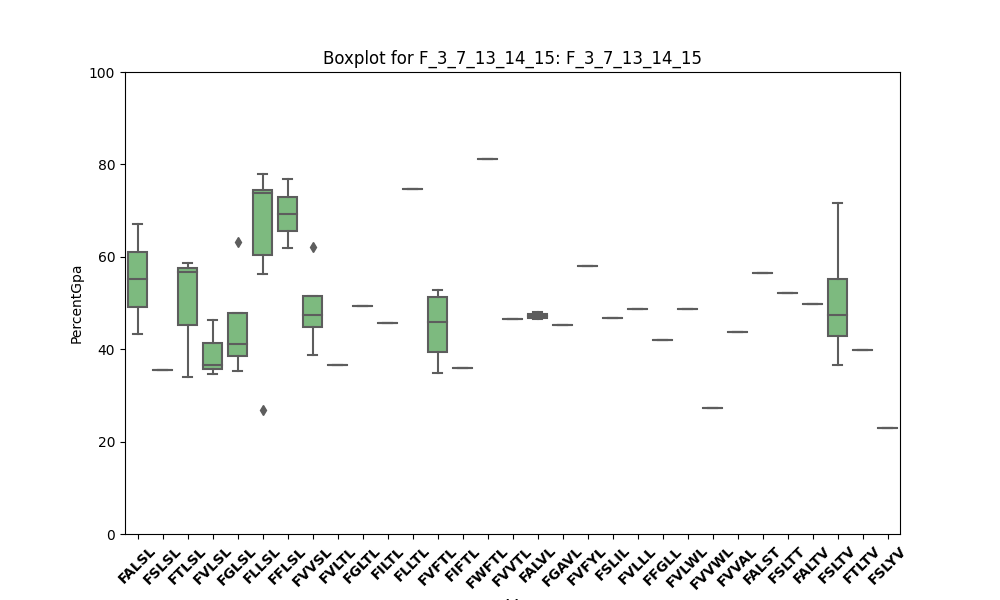 Boxplot for F_3_7_13_14_15: F_3_7_13_14_15
PercentGpa
100
80
60
40
20
0
FALSL
FSLSL
FTLSL
FVLSL
FGLSL
FLLSL
FFLSL
FVVSL
FVLTL
FGLTL
FILTL
FLLTL
FVFTL
FIFTL
FWFTL
FVVTL
FALVL
FGAVL
FVFYL
FSLIL
FVLLL
FFGLL
FVLWL
FVVWL
FVVAL
FALST
FSLTT
FALTV
FSLTV
FTLTV
FSLYV